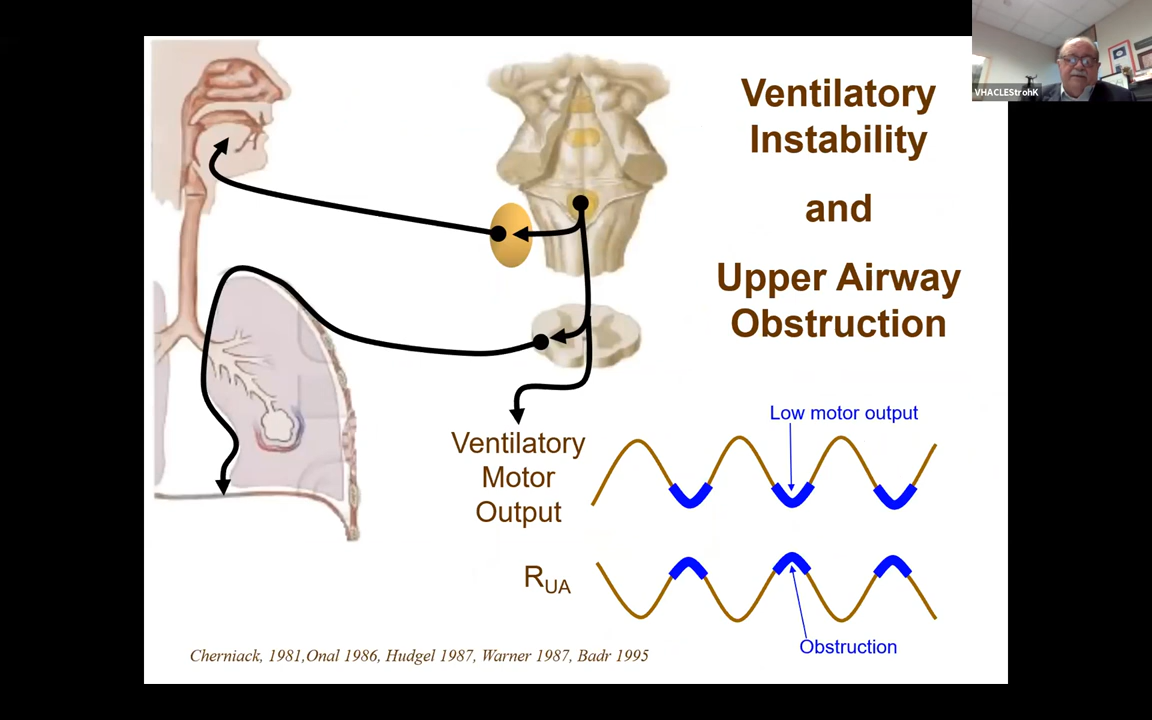 VHACLEStrohK
Ventilatory
Instability
and
Upper Airway
Obstruction
Low motor output
Ventilatory
Motor
Output
RUA
Obstruction
Cherniack, 1981,Onal 1986, Hudgel 1987, Warner 1987, Badr 1995